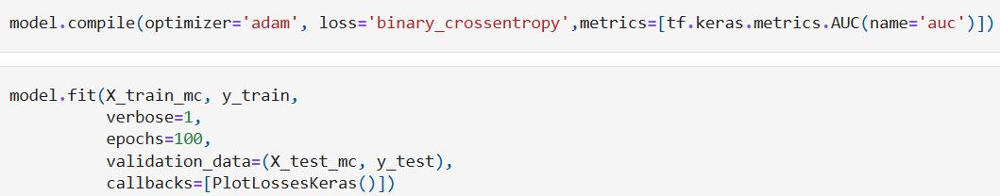 model.compile(optimizer='adam', loss='binary_crossentropy',metrics=[tf.keras.metrics.AUC(name='auc')])
model.fit(X_train_mc, y_train,
verbose=1,
epochs=100,
validation_data=(X_test_mc, y_test),
callbacks=[PlotLossesKeras()])